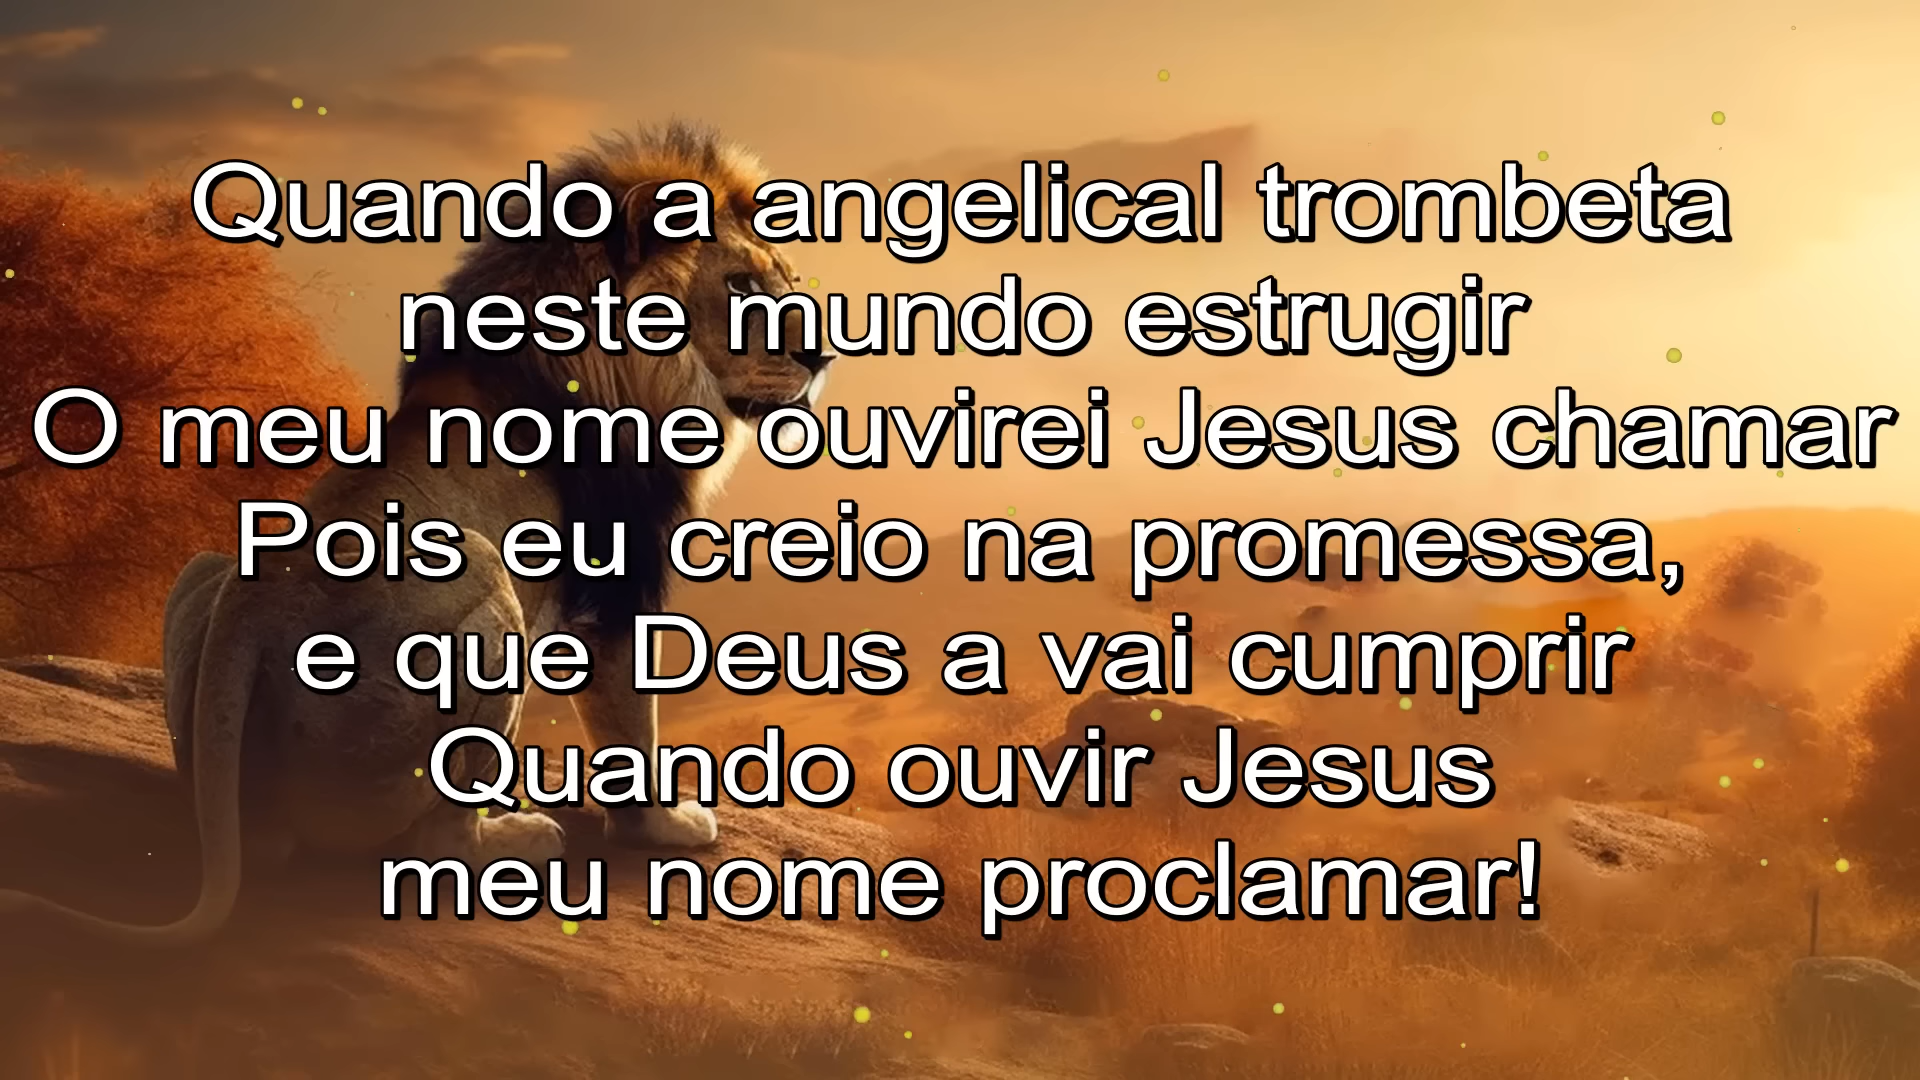 Quando a angelical trombeta
neste mundo estrugir
O meu nome ouvirei Jesus chamar
Pois eu creio na promessa,
e que Deus a vai cumprir
Quando ouvir Jesus
meu nome proclamar!